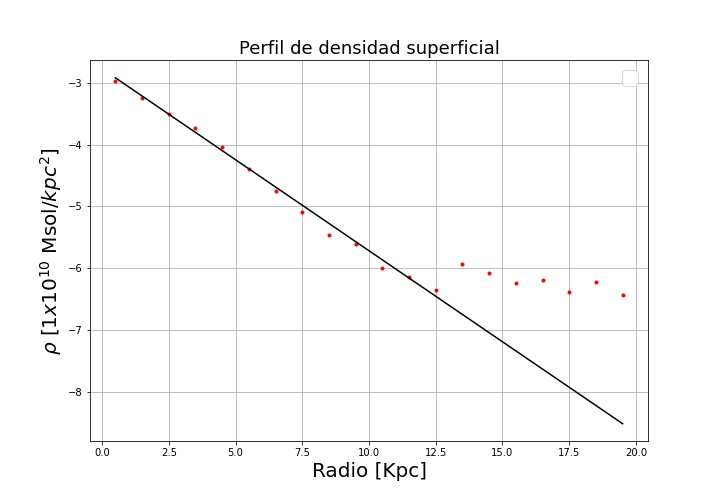 Perfil de densidad superficial
−3
−4
−5
−6
−7
−8
ρ [1x10¹⁰ Msol/kpc²]
0.0 2.5 5.0 7.5 10.0 12.5 15.0 17.5 20.0
Radio [Kpc]